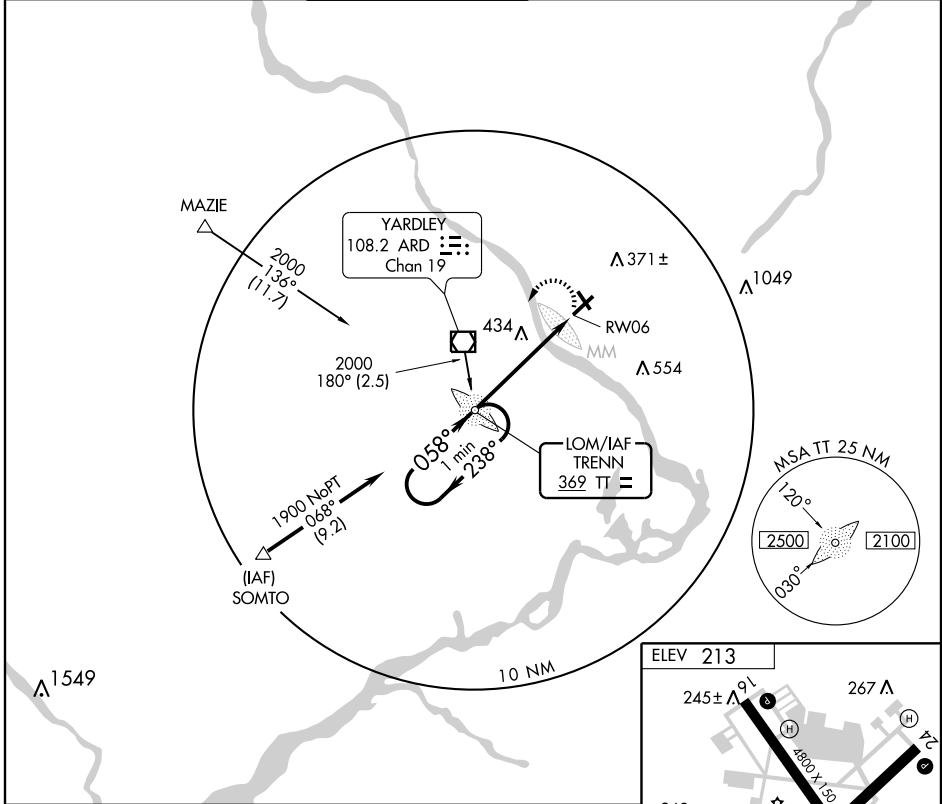 MAZIE
2000
136°
(11.7)
YARDLEY
108.2 ARD
Chan 19
371±
1049
434
RW06
MM
554
2000
180° (2.5)
058°
1 min
238°
LOM/IAF
TRENN
369 TT
1900 NoPT
068°
(9.2)
(IAF)
SOMTO
MSA TT 25 NM
120°
2500
2100
030°
10 NM
1549
ELEV 213
245±
16
267
P
H
H
24
P
4800 X 150